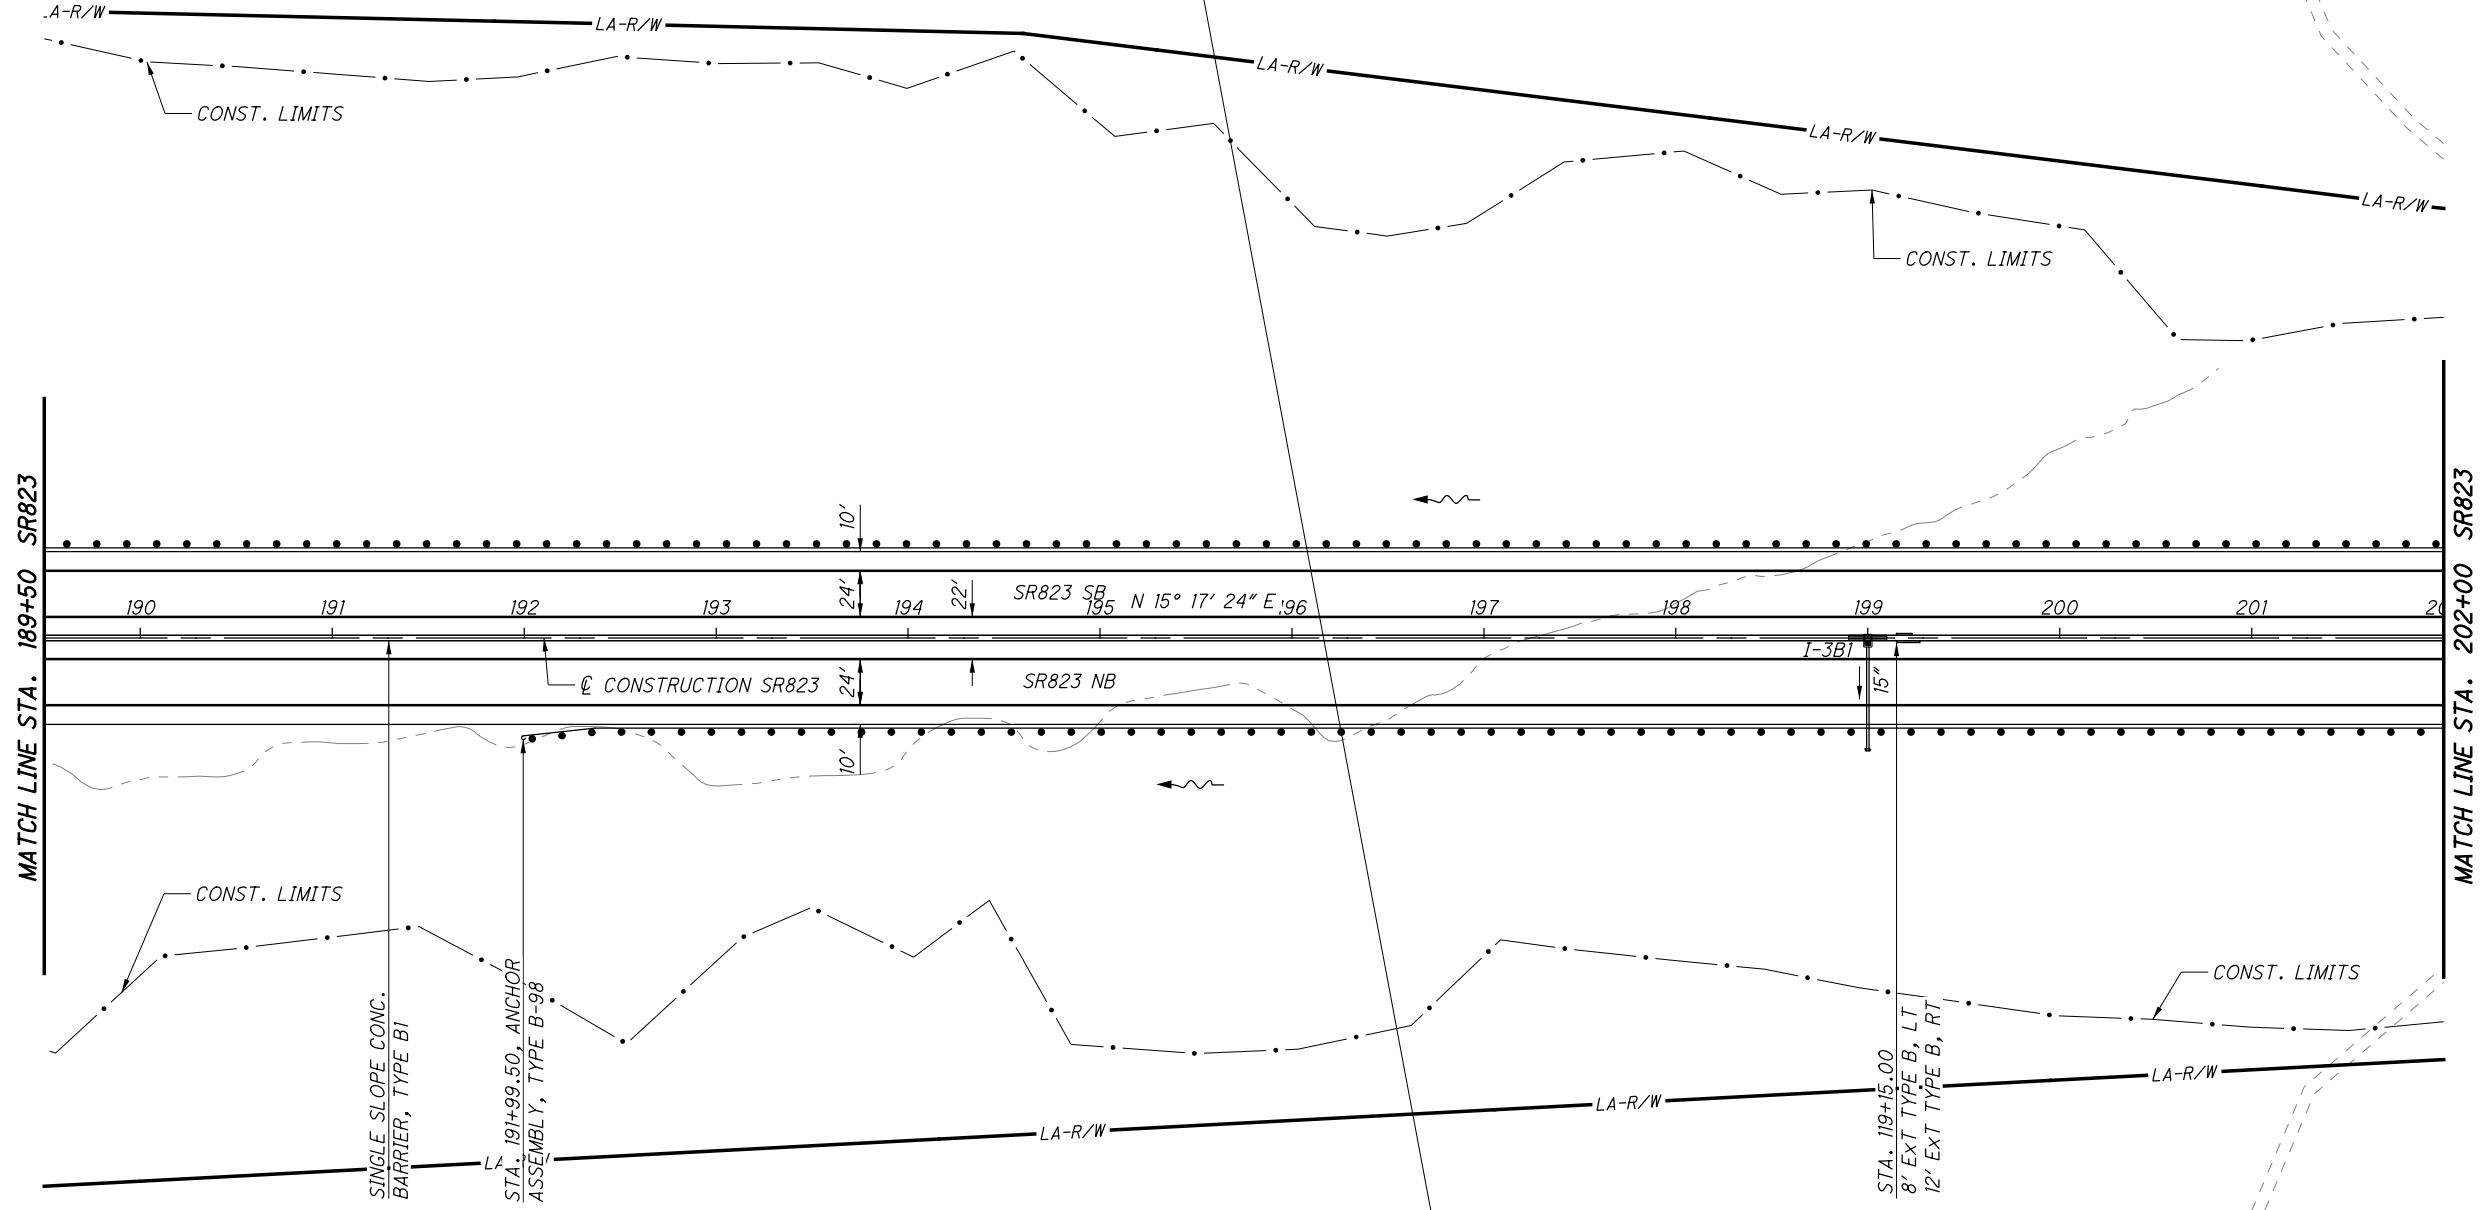 LA-R/W
LA-R/W
LA-R/W
LA-R/W
CONST. LIMITS
CONST. LIMITS
MATCH LINE STA. 189+50 SR823
MATCH LINE STA. 202+00 SR823
10'
24'
22'
SR823 SB
N 15° 17' 24" E
190
191
192
193
194
195
196
197
198
199
200
201
20
I-3B1
15"
℄ CONSTRUCTION SR823
24'
SR823 NB
10'
CONST. LIMITS
CONST. LIMITS
SINGLE SLOPE CONC.
BARRIER, TYPE B1
STA. 191+99.50, ANCHOR
ASSEMBLY, TYPE B-98
STA. 119+15.00
8' ExT TYPE B, LT
12' ExT TYPE B, RT
LA-R/W
LA-R/W
LA-R/W
LA-R/W